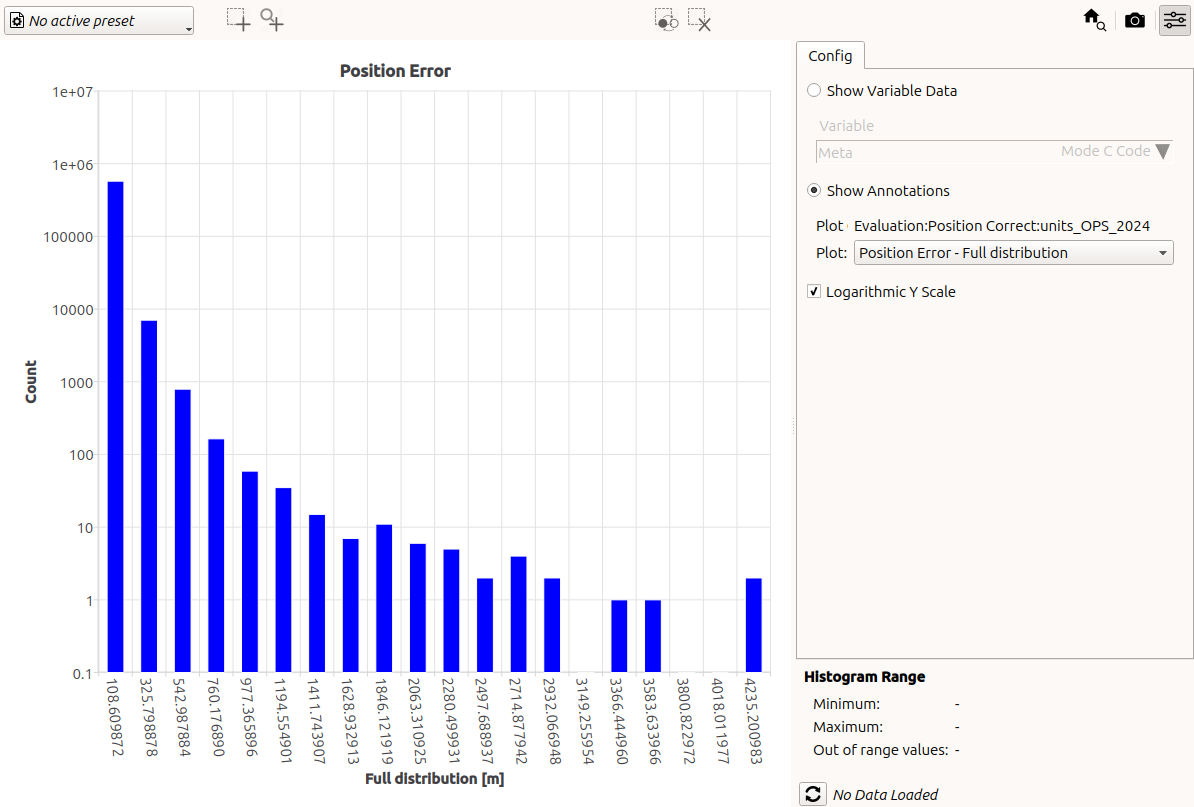 No active preset
Position Error
1e+07
1e+06
100000
10000
1000
100
10
1
0.1
Count
108.609872
325.798878
542.987884
760.176890
977.365896
1194.554901
1411.743907
1628.932913
1846.121919
2063.310925
2280.499931
2497.688937
2714.877942
2932.066948
3149.255954
3366.444960
3583.633966
3800.822972
4018.011977
4235.200983
Full distribution [m]
Config
Show Variable Data
Variable
Meta Mode C Code
Show Annotations
Plot Evaluation:Position Correct:units_OPS_2024
Plot: Position Error - Full distribution
Logarithmic Y Scale
Histogram Range
Minimum: -
Maximum: -
Out of range values: -
No Data Loaded